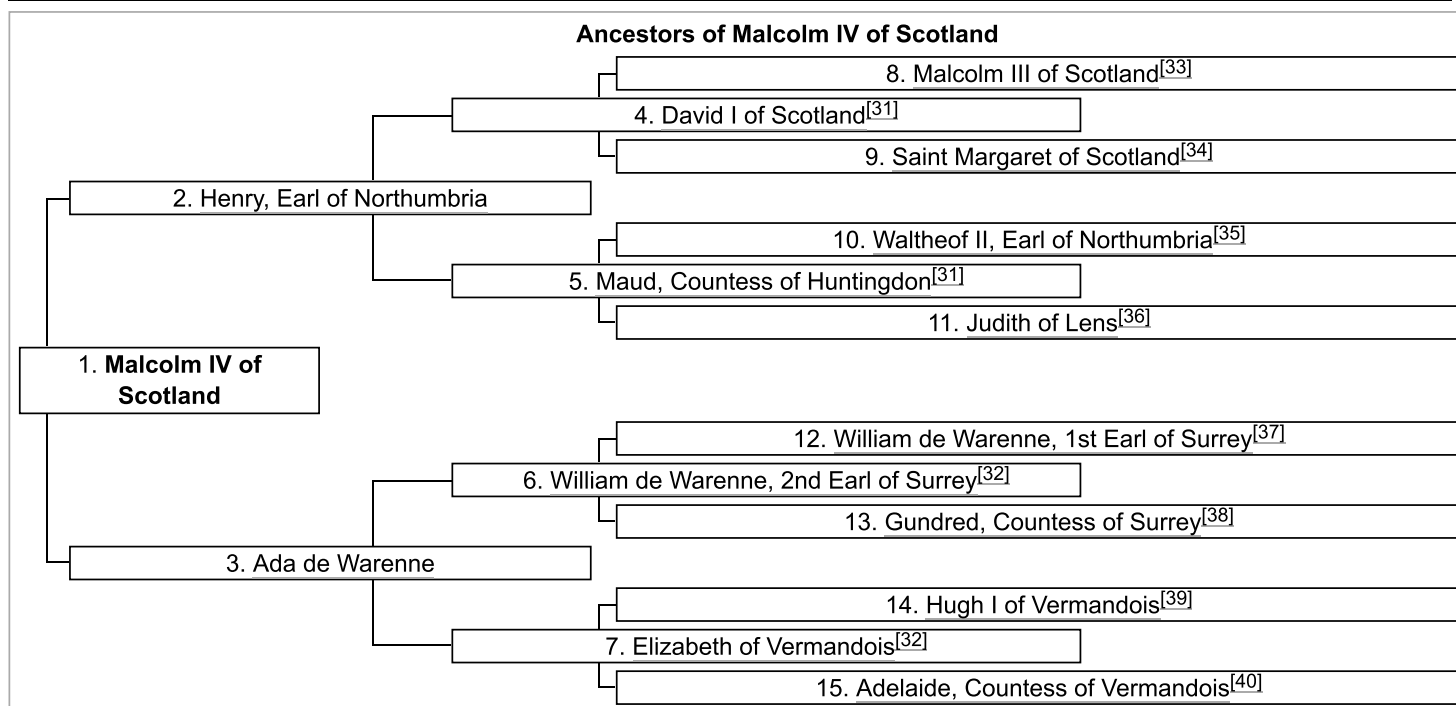 Ancestors of Malcolm IV of Scotland
8. Malcolm III of Scotland[33]
4. David I of Scotland[31]
9. Saint Margaret of Scotland[34]
2. Henry, Earl of Northumbria
10. Waltheof II, Earl of Northumbria[35]
5. Maud, Countess of Huntingdon[31]
11. Judith of Lens[36]
1. Malcolm IV of
Scotland
12. William de Warenne, 1st Earl of Surrey[37]
6. William de Warenne, 2nd Earl of Surrey[32]
13. Gundred, Countess of Surrey[38]
3. Ada de Warenne
14. Hugh I of Vermandois[39]
7. Elizabeth of Vermandois[32]
15. Adelaide, Countess of Vermandois[40]